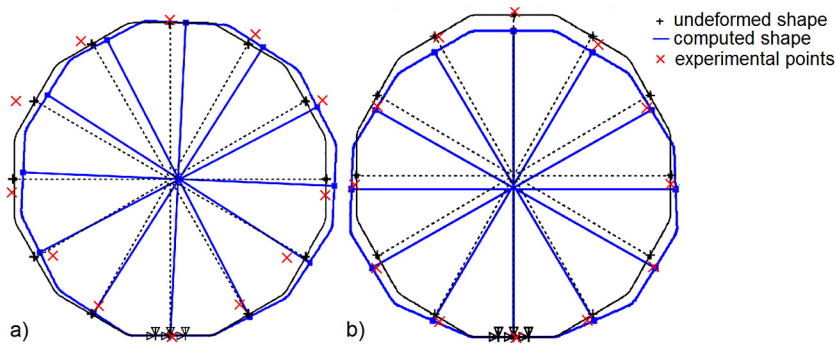 undeformed shape
computed shape
experimental points
a)
b)